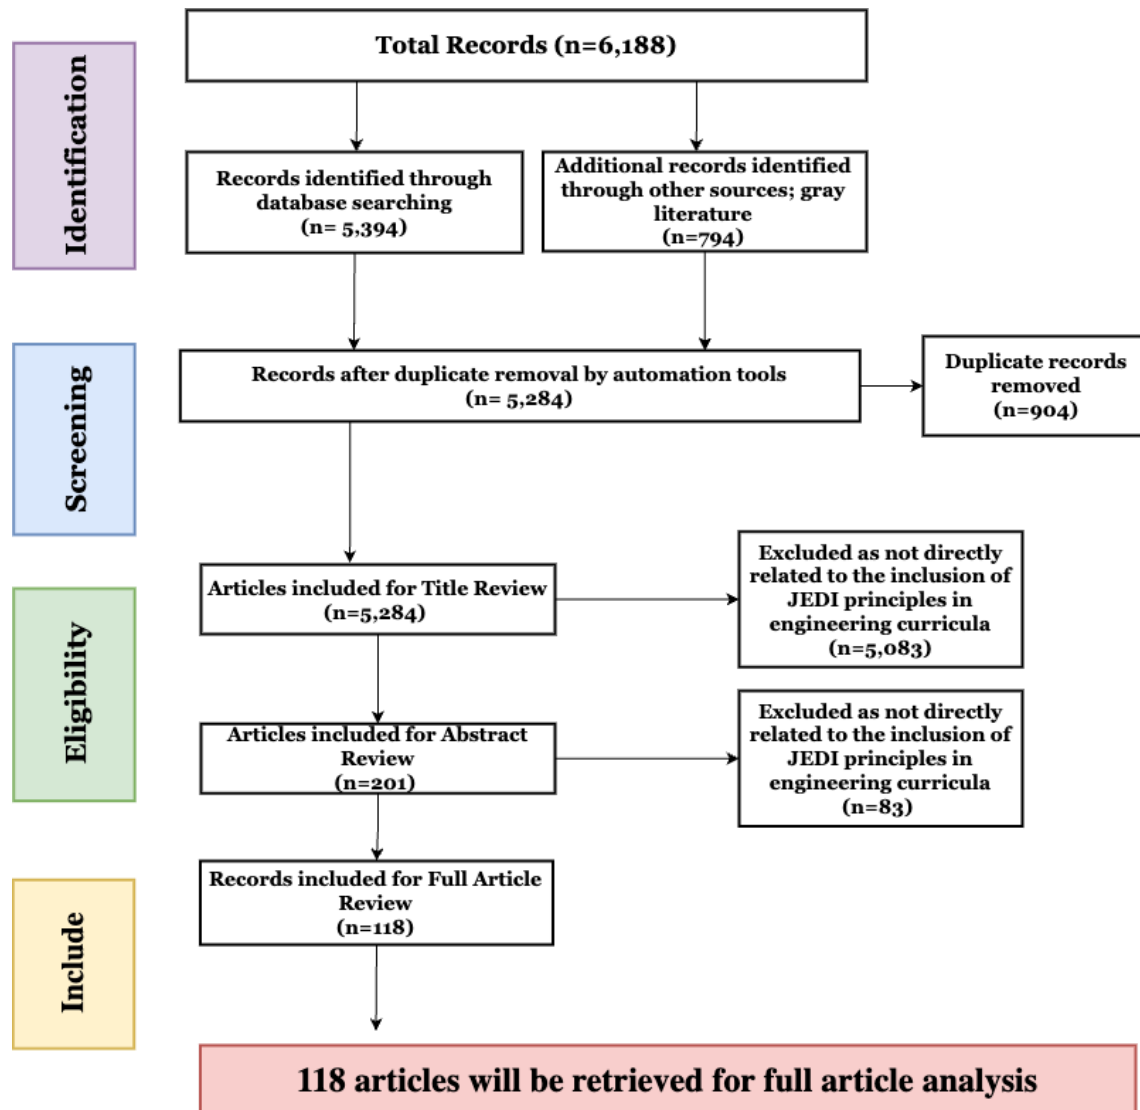 Identification
Total Records (n=6,188)
Records identified through
database searching
(n= 5,394)
Additional records identified
through other sources; gray
literature
(n=794)
Screening
Records after duplicate removal by automation tools
(n= 5,284)
Duplicate records
removed
(n=904)
Eligibility
Articles included for Title Review
(n=5,284)
Excluded as not directly
related to the inclusion of
JEDI principles in
engineering curricula
(n=5,083)
Articles included for Abstract
Review
(n=201)
Excluded as not directly
related to the inclusion of
JEDI principles in
engineering curricula
(n=83)
Include
Records included for Full Article
Review
(n=118)
118 articles will be retrieved for full article analysis